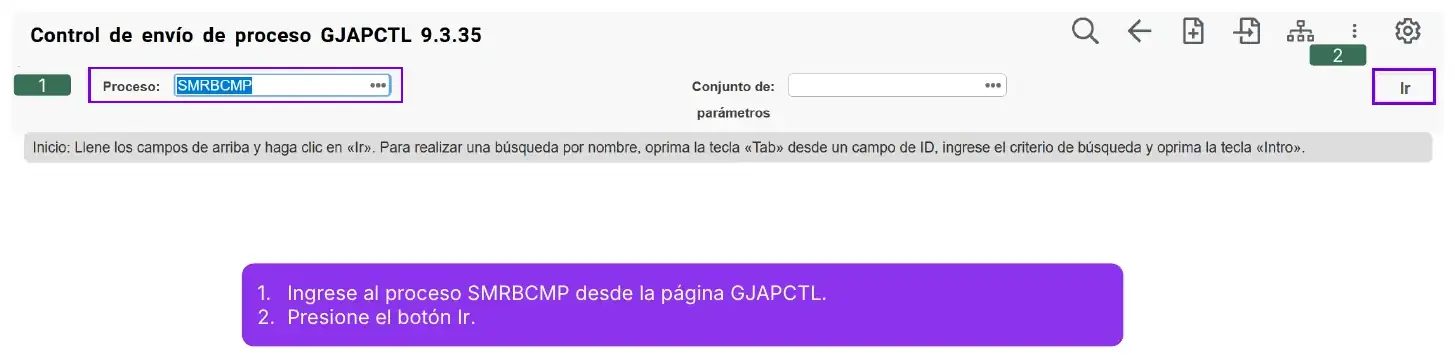 Control de envío de proceso GJAPCTL 9.3.35
2
1 Proceso: SMRBCMP ••• Conjunto de: ••• Ir
parámetros
Inicio: Llene los campos de arriba y haga clic en «Ir». Para realizar una búsqueda por nombre, oprima la tecla «Tab» desde un campo de ID, ingrese el criterio de búsqueda y oprima la tecla «Intro».
1. Ingrese al proceso SMRBCMP desde la página GJAPCTL.
2. Presione el botón Ir.